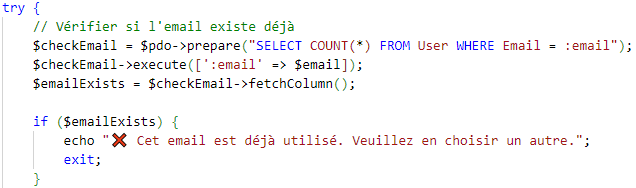 try {
    // Vérifier si l'email existe déjà
    $checkEmail = $pdo->prepare("SELECT COUNT(*) FROM User WHERE Email = :email");
    $checkEmail->execute([':email' => $email]);
    $emailExists = $checkEmail->fetchColumn();

    if ($emailExists) {
        echo "❌ Cet email est déjà utilisé. Veuillez en choisir un autre.";
        exit;
    }